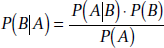 P(B|A) = P(A|B)·P(B) / P(A)